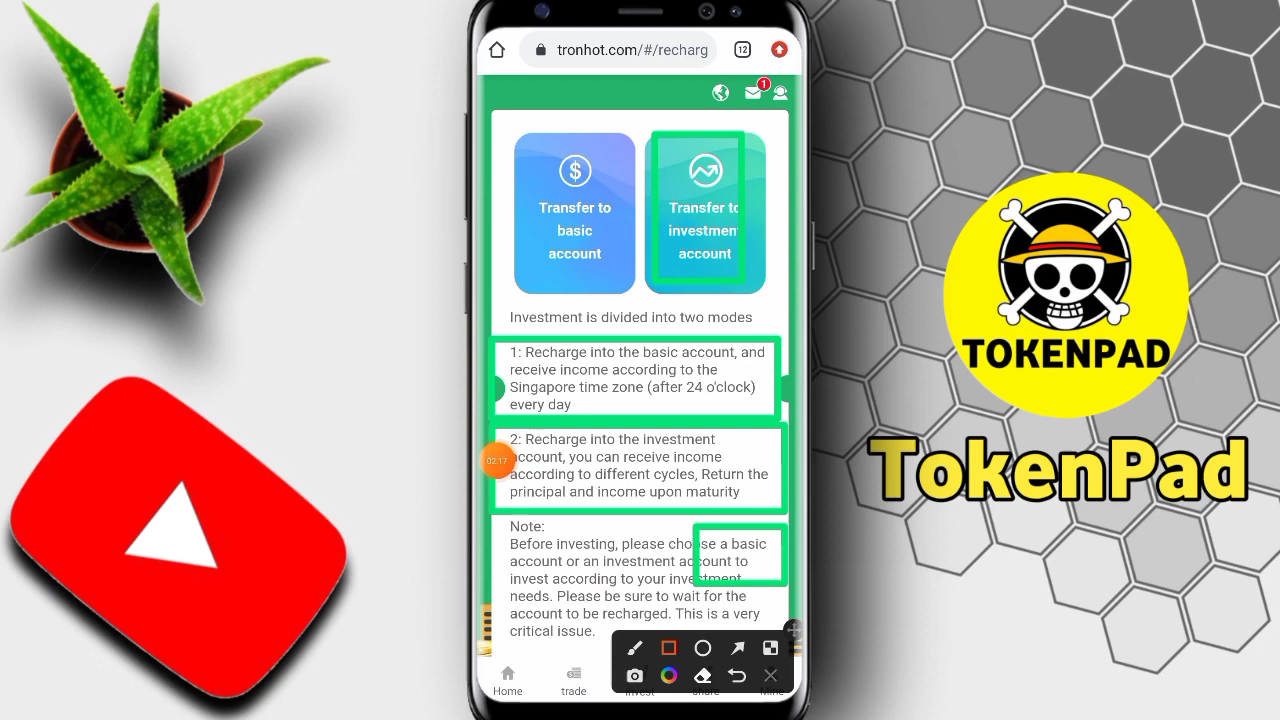 tronhot.com/#/recharg
12
1
$
Transfer to
basic
account
Transfer to
investment
account
Investment is divided into two modes
1: Recharge into the basic account, and
receive income according to the
Singapore time zone (after 24 o'clock)
every day
2: Recharge into the investment
account, you can receive income
according to different cycles, Return the
principal and income upon maturity
02:17
Note:
Before investing, please choose a basic
account or an investment account to
invest according to your investment
needs. Please be sure to wait for the
account to be recharged. This is a very
critical issue.
Home
trade
invest
share
Mine
TOKENPAD
TokenPad